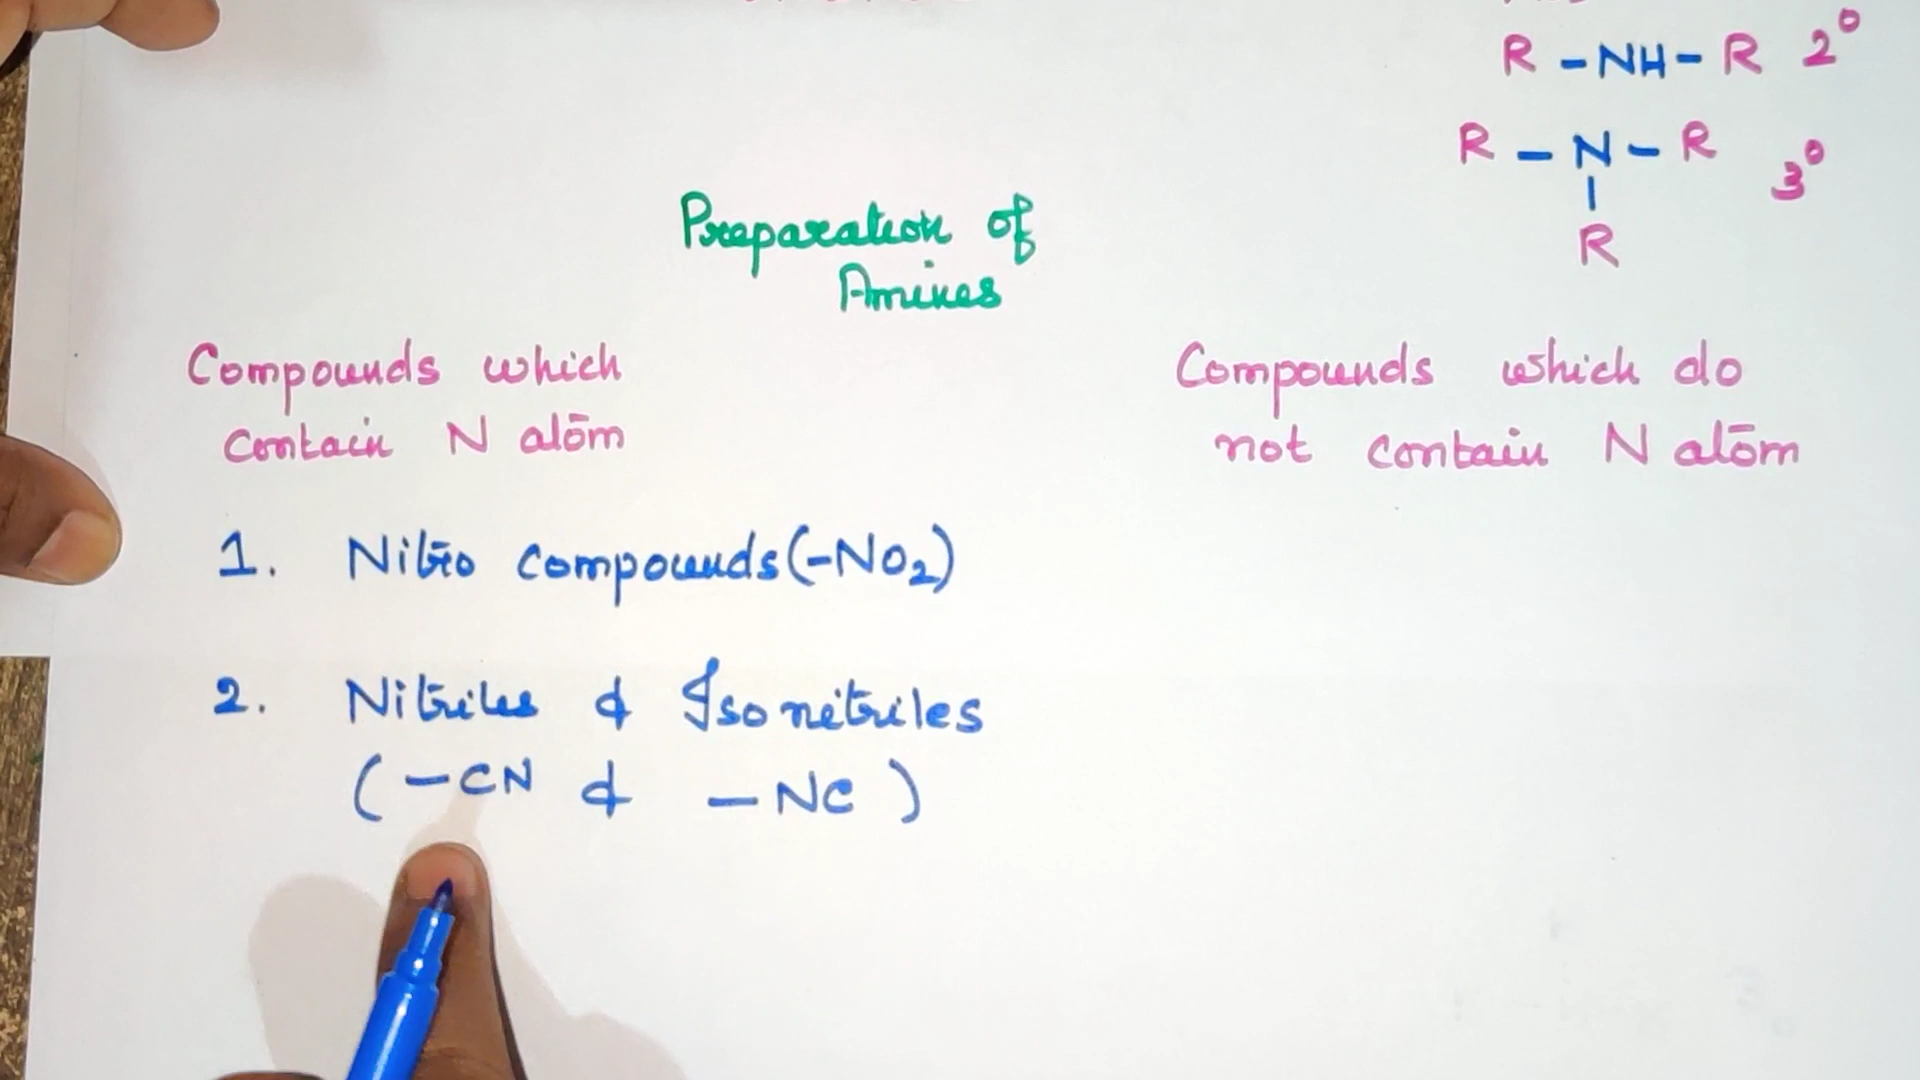 R - NH - R 2°
R - N - R 3°
|
R
Preparation of
Amines
Compounds which
contain N atom
Compounds which do
not contain N atom
1. Nitro compounds (-NO₂)
2. Nitriles & Isonitriles
( -CN & -NC )